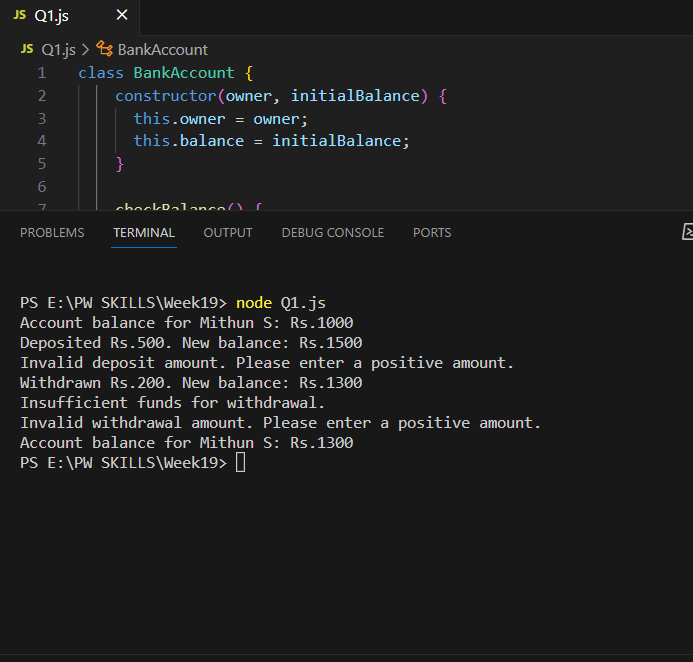 JS Q1.js ×
JS Q1.js > BankAccount
1 class BankAccount {
2 constructor(owner, initialBalance) {
3 this.owner = owner;
4 this.balance = initialBalance;
5 }
6
7 checkBalance() {
PROBLEMS TERMINAL OUTPUT DEBUG CONSOLE PORTS
PS E:\PW SKILLS\Week19> node Q1.js
Account balance for Mithun S: Rs.1000
Deposited Rs.500. New balance: Rs.1500
Invalid deposit amount. Please enter a positive amount.
Withdrawn Rs.200. New balance: Rs.1300
Insufficient funds for withdrawal.
Invalid withdrawal amount. Please enter a positive amount.
Account balance for Mithun S: Rs.1300
PS E:\PW SKILLS\Week19>